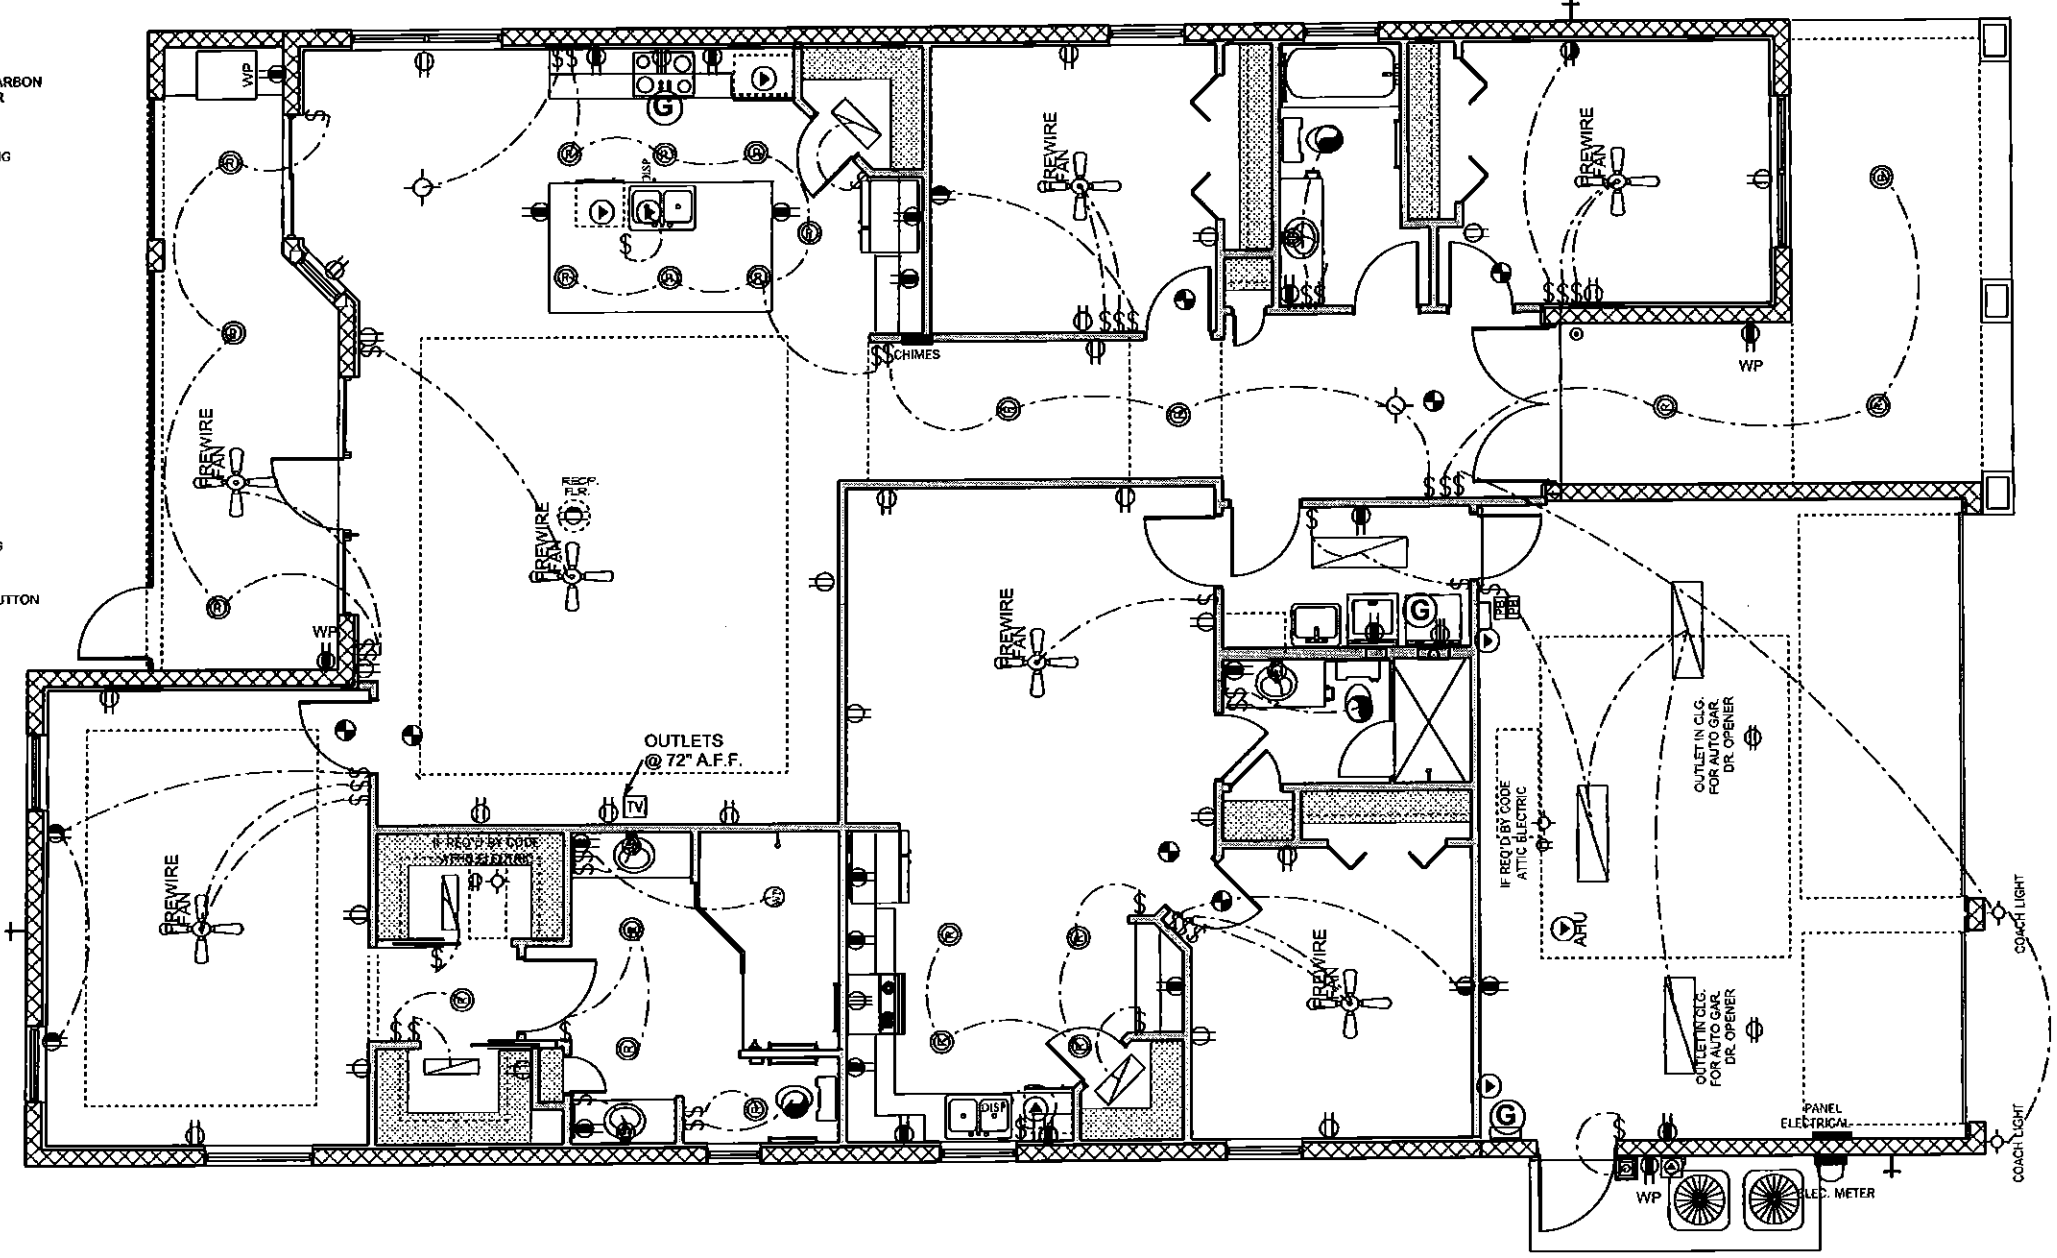 ARBON
R
NG
G
UTTON
WP
G
DISP
PREWIRE
FAN
PREWIRE
FAN
CHIMES
WP
PREWIRE
FAN
RECP.
FLR.
PREWIRE
FAN
PREWIRE
FAN
G
WP
OUTLETS
@ 72" A.F.F.
TV
OUTLET IN CLG.
FOR AUTO GAR.
DR. OPENER
IF REQ'D BY CODE
ATTIC ELECTRIC
IF REQ'D BY CODE
ATTIC ELECTRIC
PREWIRE
FAN
AHU
PREWIRE
FAN
COACH LIGHT
OUTLET IN CLG.
FOR AUTO GAR.
DR. OPENER
DISP
G
PANEL
ELECTRICAL
COACH LIGHT
WP
ELEC. METER